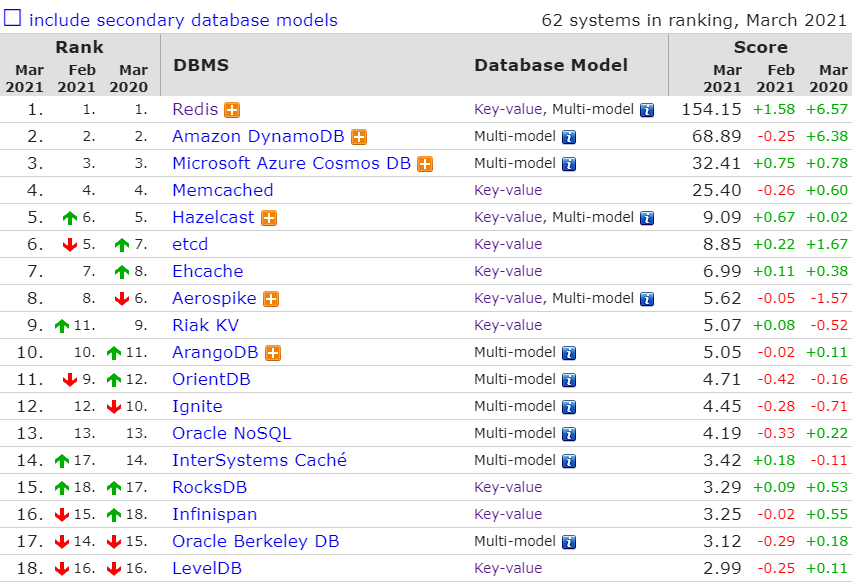 include secondary database models 62 systems in ranking, March 2021
Rank DBMS Database Model Score
Mar 2021 Feb 2021 Mar 2020 Mar 2021 Feb 2021 Mar 2020
1. 1. 1. Redis Key-value, Multi-model 154.15 +1.58 +6.57
2. 2. 2. Amazon DynamoDB Multi-model 68.89 -0.25 +6.38
3. 3. 3. Microsoft Azure Cosmos DB Multi-model 32.41 +0.75 +0.78
4. 4. 4. Memcached Key-value 25.40 -0.26 +0.60
5. 6. 5. Hazelcast Key-value, Multi-model 9.09 +0.67 +0.02
6. 5. 7. etcd Key-value 8.85 +0.22 +1.67
7. 7. 8. Ehcache Key-value 6.99 +0.11 +0.38
8. 8. 6. Aerospike Key-value, Multi-model 5.62 -0.05 -1.57
9. 11. 9. Riak KV Key-value 5.07 +0.08 -0.52
10. 10. 11. ArangoDB Multi-model 5.05 -0.02 +0.11
11. 9. 12. OrientDB Multi-model 4.71 -0.42 -0.16
12. 12. 10. Ignite Multi-model 4.45 -0.28 -0.71
13. 13. 13. Oracle NoSQL Multi-model 4.19 -0.33 +0.22
14. 17. 14. InterSystems Caché Multi-model 3.42 +0.18 -0.11
15. 18. 17. RocksDB Key-value 3.29 +0.09 +0.53
16. 15. 18. Infinispan Key-value 3.25 -0.02 +0.55
17. 14. 15. Oracle Berkeley DB Multi-model 3.12 -0.29 +0.18
18. 16. 16. LevelDB Key-value 2.99 -0.25 +0.11